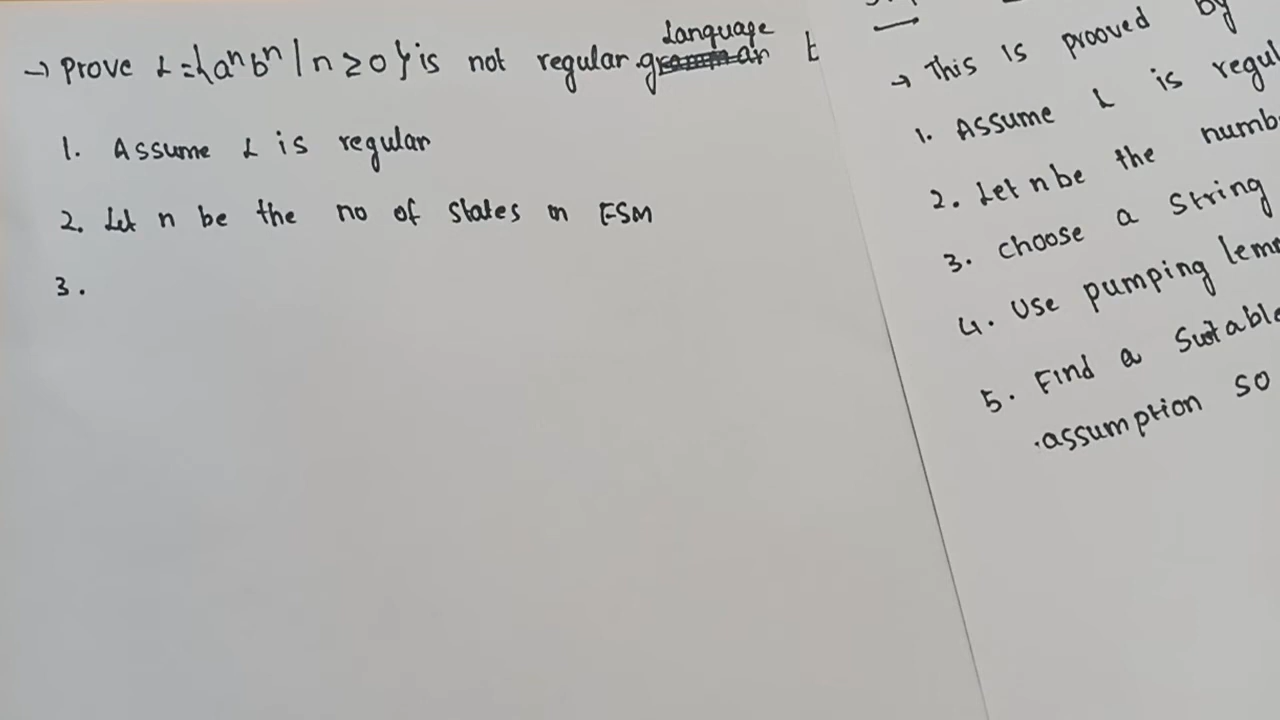 → Prove L = {aⁿbⁿ | n ≥ 0} is not regular Language
1. Assume L is regular
2. Let n be the no of states in FSM
3.
→ This is prooved by
1. Assume L is regul
2. Let n be the numb
3. choose a string
4. Use pumping lem
5. Find a Suitable
assumption so